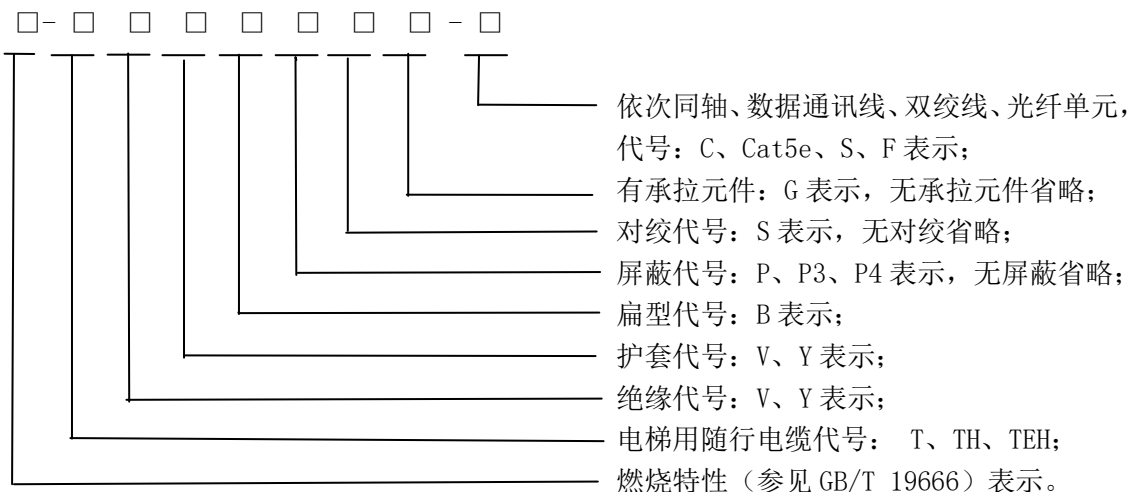 □-□ □ □ □ □ □ □-□
依次同轴、数据通讯线、双绞线、光纤单元,
代号：C、Cat5e、S、F 表示;
有承拉元件：G 表示，无承拉元件省略;
对绞代号：S 表示，无对绞省略;
屏蔽代号：P、P3、P4 表示，无屏蔽省略;
扁型代号：B 表示;
护套代号：V、Y 表示;
绝缘代号：V、Y 表示;
电梯用随行电缆代号： T、TH、TEH;
燃烧特性（参见 GB/T 19666）表示。